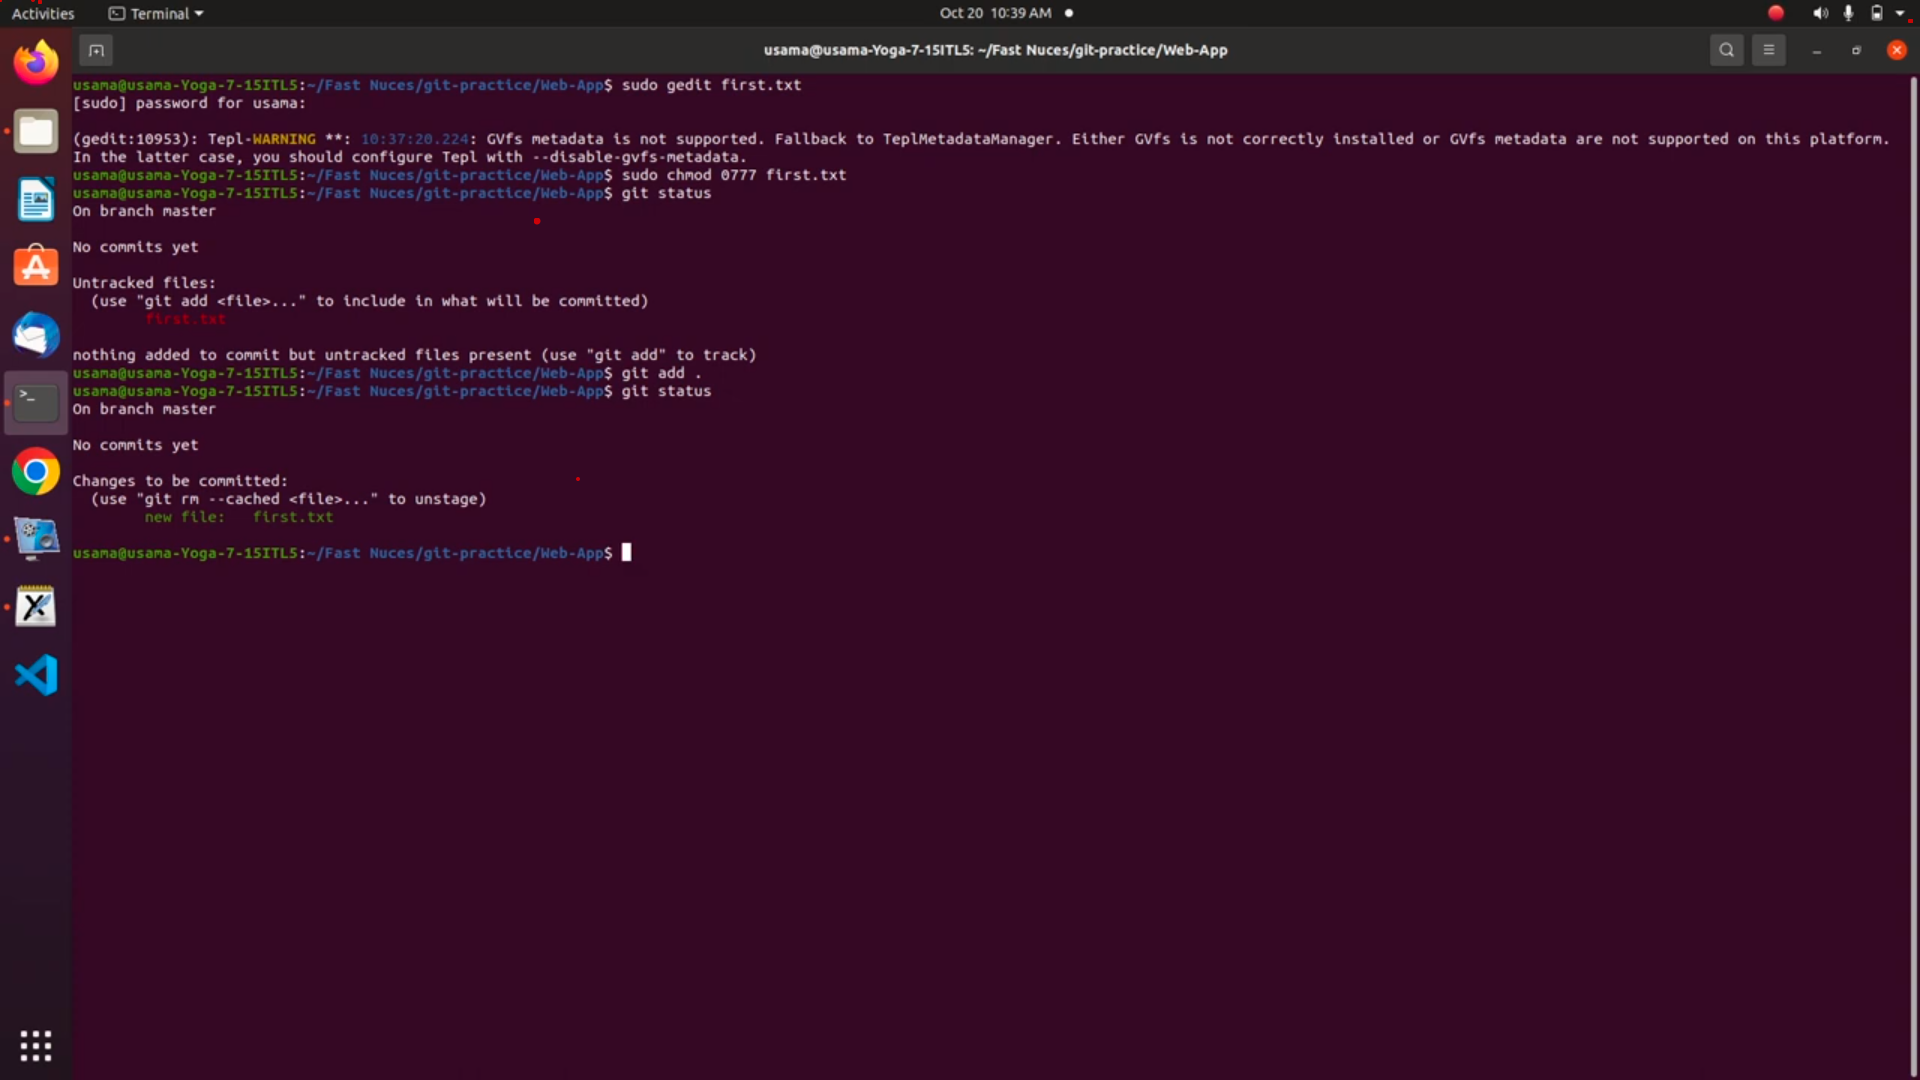 Activities Terminal Oct 20 10:39 AM
usama@usama-Yoga-7-15ITL5: ~/Fast Nuces/git-practice/Web-App
usama@usama-Yoga-7-15ITL5:~/Fast Nuces/git-practice/Web-App$ sudo gedit first.txt
[sudo] password for usama:
(gedit:10953): Tepl-WARNING **: 10:37:20.224: GVfs metadata is not supported. Fallback to TeplMetadataManager. Either GVfs is not correctly installed or GVfs metadata are not supported on this platform.
In the latter case, you should configure Tepl with --disable-gvfs-metadata.
usama@usama-Yoga-7-15ITL5:~/Fast Nuces/git-practice/Web-App$ sudo chmod 0777 first.txt
usama@usama-Yoga-7-15ITL5:~/Fast Nuces/git-practice/Web-App$ git status
On branch master
No commits yet
Untracked files:
(use "git add <file>..." to include in what will be committed)
first.txt
nothing added to commit but untracked files present (use "git add" to track)
usama@usama-Yoga-7-15ITL5:~/Fast Nuces/git-practice/Web-App$ git add .
usama@usama-Yoga-7-15ITL5:~/Fast Nuces/git-practice/Web-App$ git status
On branch master
No commits yet
Changes to be committed:
(use "git rm --cached <file>..." to unstage)
new file: first.txt
usama@usama-Yoga-7-15ITL5:~/Fast Nuces/git-practice/Web-App$